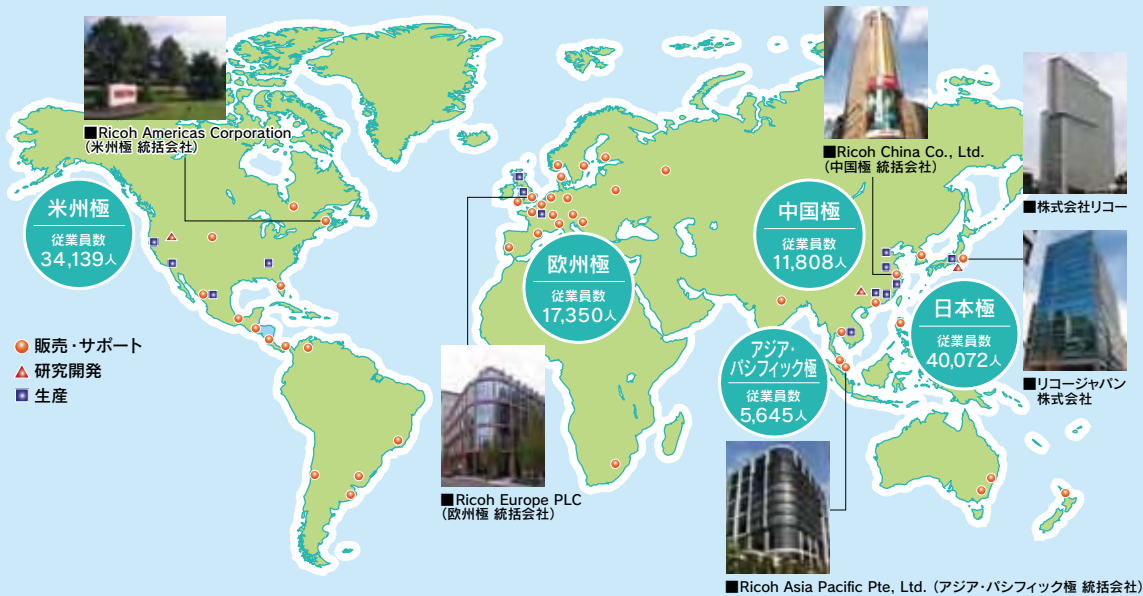 ■Ricoh Americas Corporation
（米州極 統括会社）
米州極
従業員数
34,139人
●販売・サポート
▲研究開発
■生産
欧州極
従業員数
17,350人
■Ricoh Europe PLC
（欧州極 統括会社）
■Ricoh China Co., Ltd.
（中国極 統括会社）
中国極
従業員数
11,808人
アジア・
パシフィック極
従業員数
5,645人
■Ricoh Asia Pacific Pte, Ltd.（アジア・パシフィック極 統括会社）
■株式会社リコー
日本極
従業員数
40,072人
■リコージャパン
株式会社